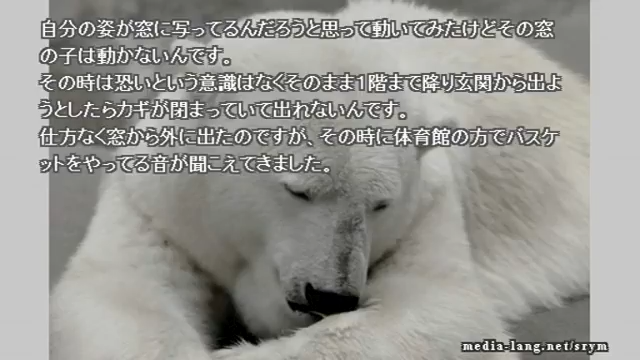 自分の姿が窓に写ってるんだろうと思って動いてみたけどその窓
の子は動かないんです。
その時は恐いという意識はなくそのまま1階まで降り玄関から出よ
うとしたらカギが閉まっていて出れないんです。
仕方なく窓から外に出たのですが、その時に体育館の方でバスケ
ットをやってる音が聞こえてきました。
media-lang.net/srym